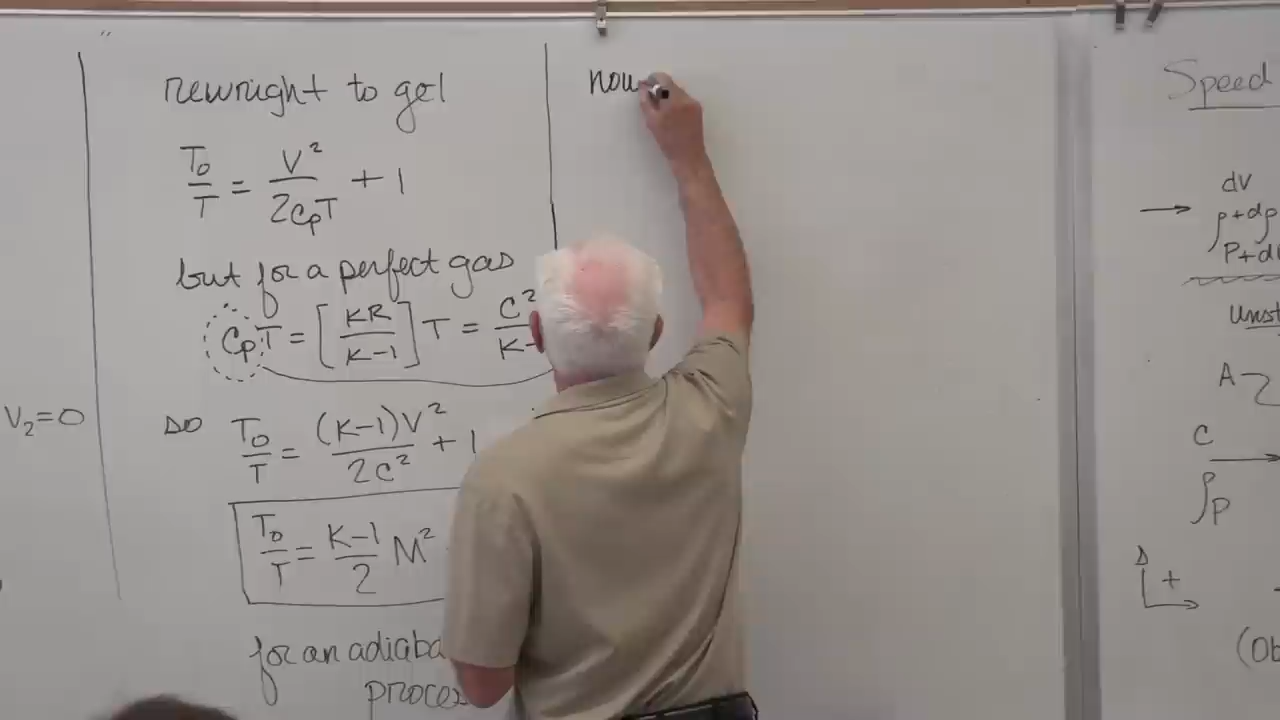 V₂=0
rewright to get
T₀/T = V²/2CpT + 1
but for a perfect gas
CpT = [KR/K-1] T = C²/K-
so T₀/T = (K-1)V²/2C² + 1
T₀/T = K-1/2 M²
for an adiaba
proces
now
Speed
dV
ρ+dρ
P+d
Unst
A
C
ρ P
s
+
(Ob